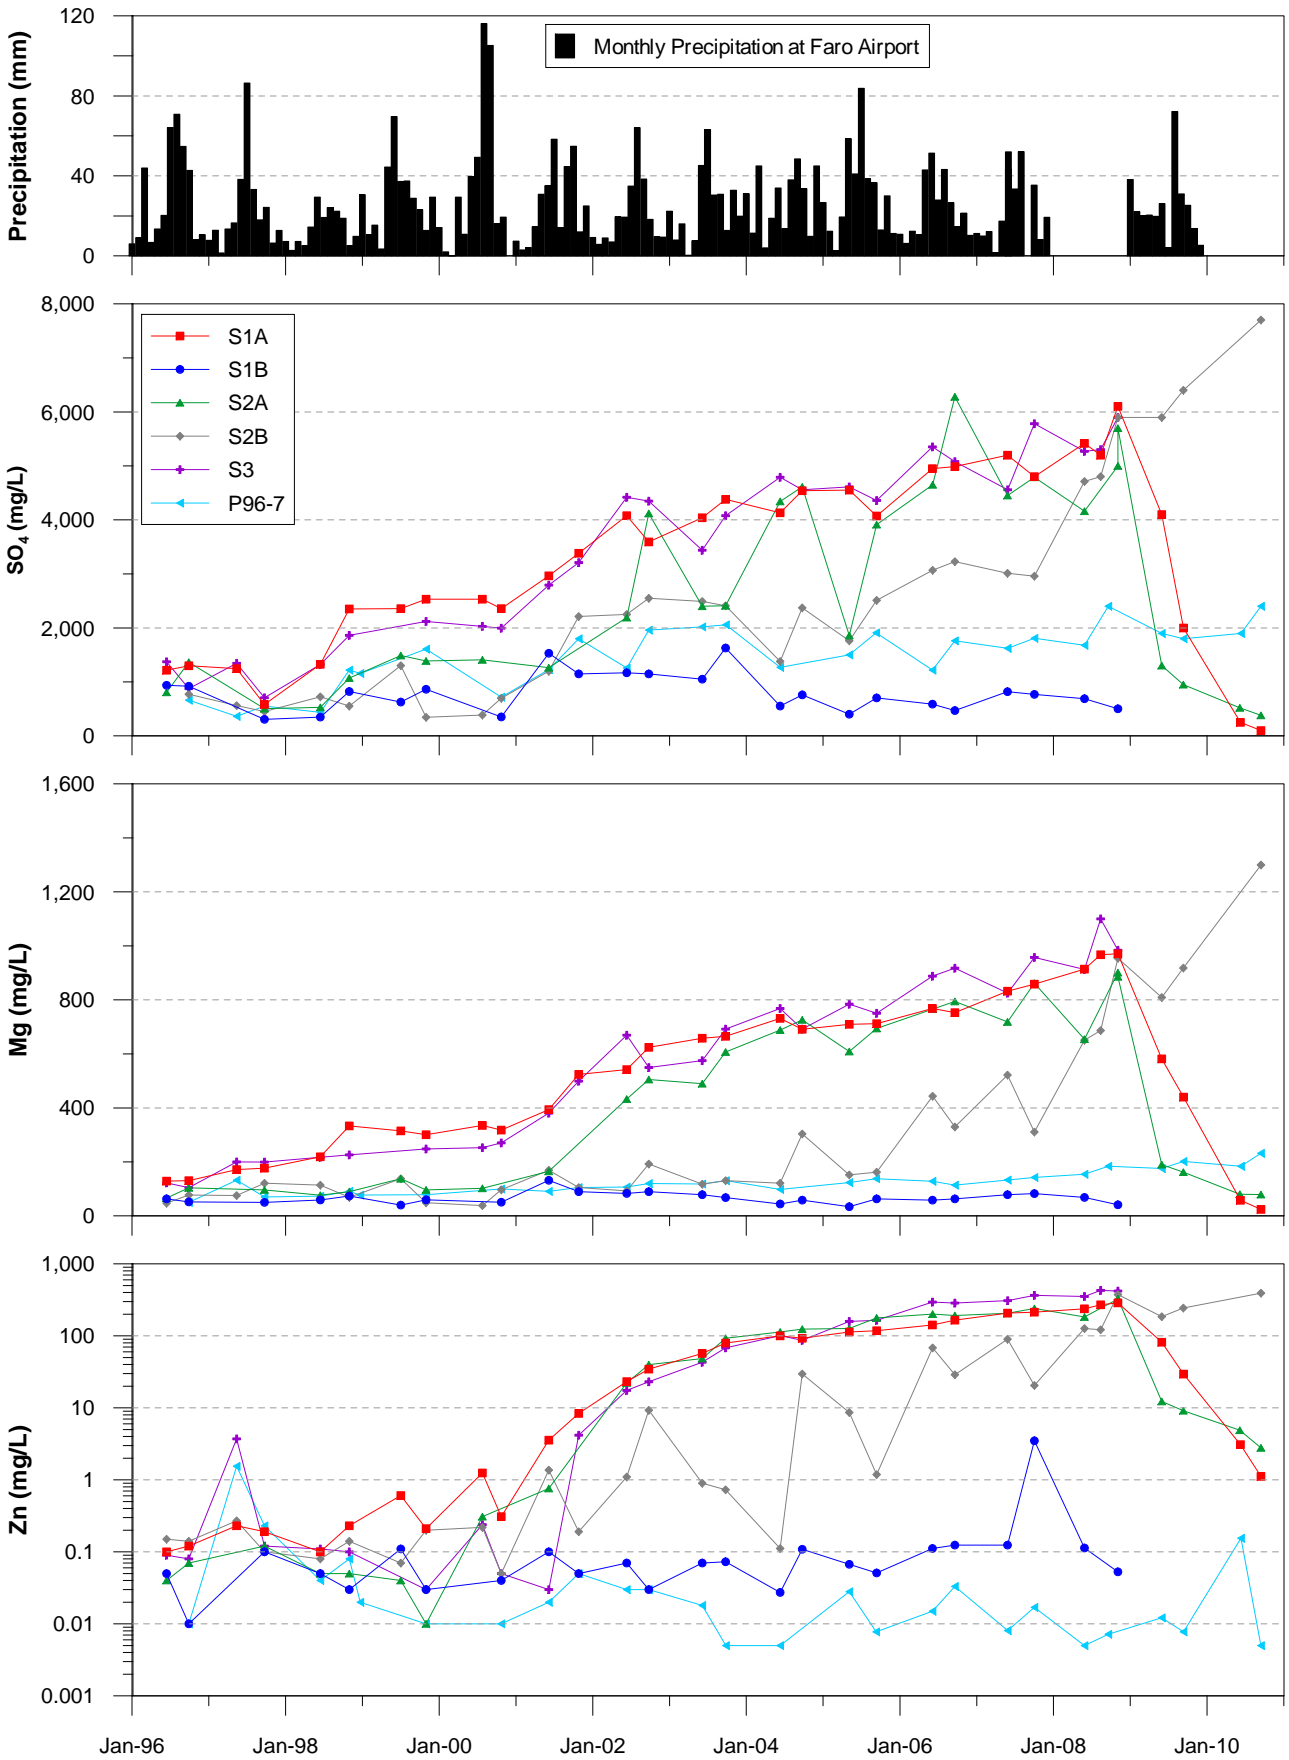 Precipitation (mm)
120
80
40
0
Monthly Precipitation at Faro Airport
SO4 (mg/L)
8,000
6,000
4,000
2,000
0
S1A
S1B
S2A
S2B
S3
P96-7
Mg (mg/L)
1,600
1,200
800
400
0
Zn (mg/L)
1,000
100
10
1
0.1
0.01
0.001
Jan-96 Jan-98 Jan-00 Jan-02 Jan-04 Jan-06 Jan-08 Jan-10